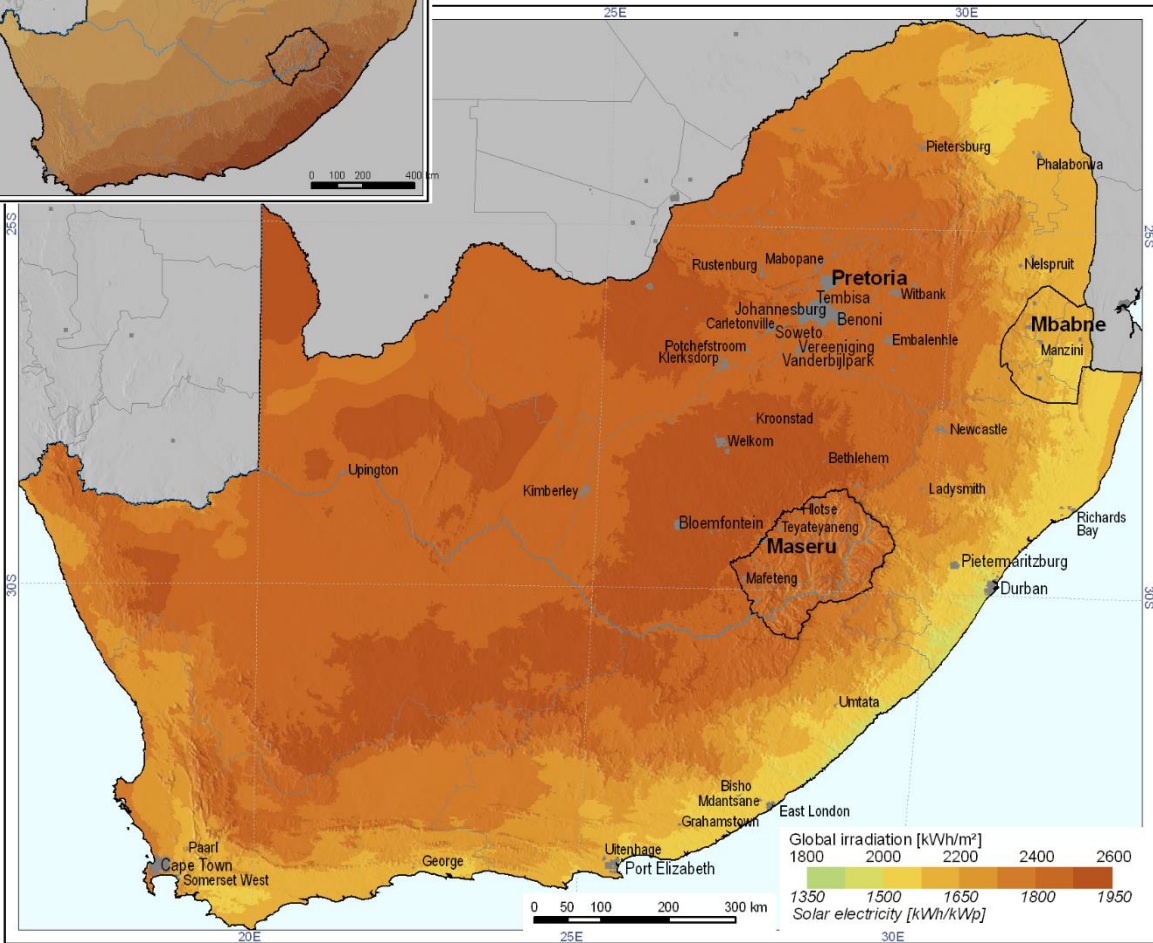 0 100 200 400 km
25E
30E
25S
25S
30S
30S
20E
25E
30E
Pietersburg
Phalaborwa
Nelspruit
Rustenburg
Mabopane
Pretoria
Tembisa
Witbank
Johannesburg
Benoni
Carletonville
Soweto
Mbabne
Manzini
Potchefstroom
Vereeniging
Embalenhle
Klerksdorp
Vanderbijlpark
Kroonstad
Newcastle
Welkom
Bethlehem
Upington
Kimberley
Ladysmith
Hlotse
Bloemfontein
Teyateyaneng
Richards
Bay
Maseru
Mafeteng
Pietermaritzburg
Durban
Umtata
Bisho
Mdantsane
East London
Grahamstown
Paarl
Cape Town
Somerset West
George
Uitenhage
Port Elizabeth
0 50 100 200 300 km
Global irradiation [kWh/m²]
1800 2000 2200 2400 2600
1350 1500 1650 1800 1950
Solar electricity [kWh/kWp]